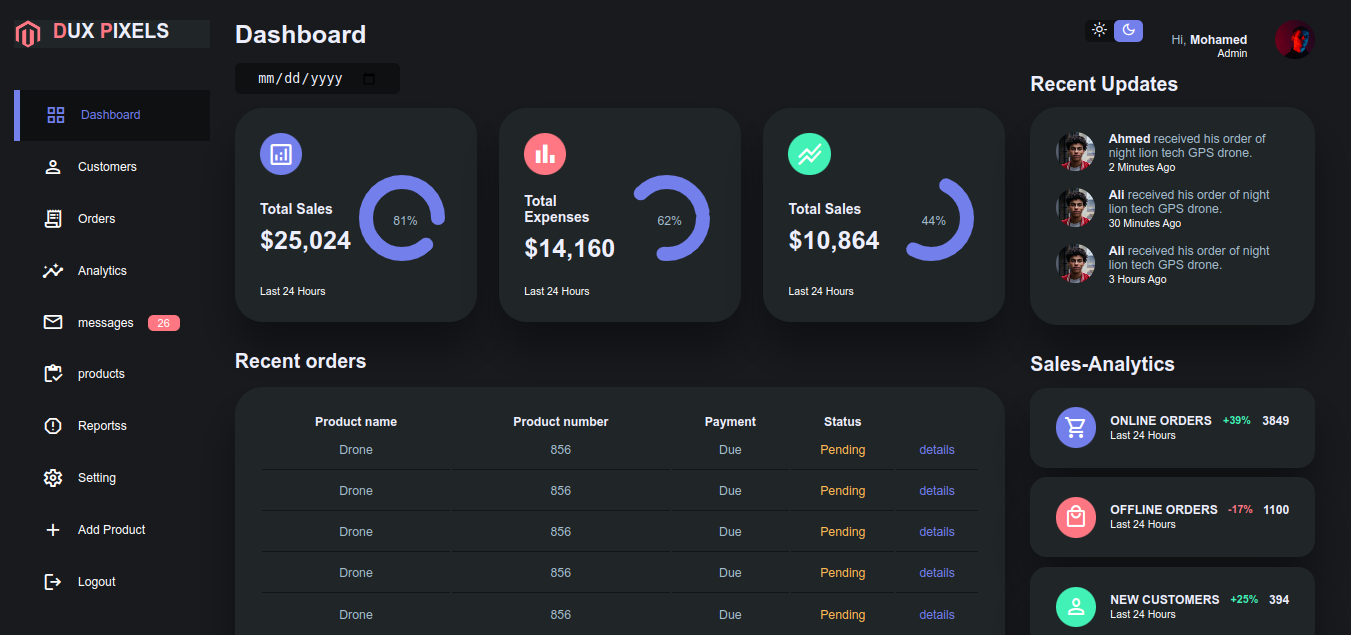 DUX PIXELS
Dashboard
Customers
Orders
Analytics
messages 26
products
Reportss
Setting
Add Product
Logout
Dashboard
mm/dd/yyyy
Total Sales
$25,024
81%
Last 24 Hours
Total
Expenses
$14,160
62%
Last 24 Hours
Total Sales
$10,864
44%
Last 24 Hours
Recent orders
Product name Product number Payment Status
Drone 856 Due Pending details
Drone 856 Due Pending details
Drone 856 Due Pending details
Drone 856 Due Pending details
Drone 856 Due Pending details
Hi, Mohamed
Admin
Recent Updates
Ahmed received his order of
night lion tech GPS drone.
2 Minutes Ago
Ali received his order of night
lion tech GPS drone.
30 Minutes Ago
Ali received his order of night
lion tech GPS drone.
3 Hours Ago
Sales-Analytics
ONLINE ORDERS +39% 3849
Last 24 Hours
OFFLINE ORDERS -17% 1100
Last 24 Hours
NEW CUSTOMERS +25% 394
Last 24 Hours